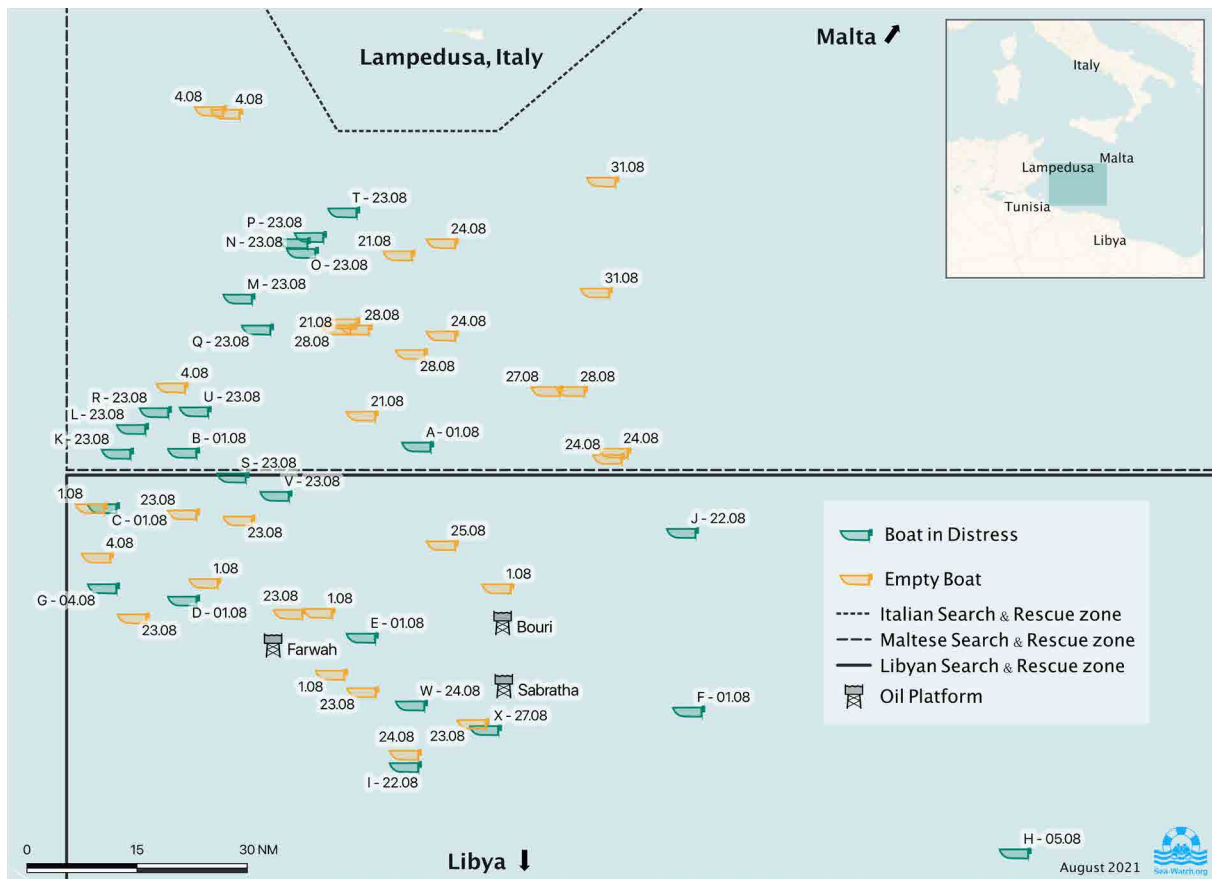 Lampedusa, Italy
Malta
Italy
Malta
Lampedusa
Tunisia
Libya
4.08
4.08
31.08
T - 23.08
P - 23.08
N - 23.08
O - 23.08
21.08
24.08
M - 23.08
31.08
21.08
28.08
Q - 23.08
28.08
24.08
28.08
4.08
27.08
28.08
R - 23.08
U - 23.08
L - 23.08
21.08
K - 23.08
B - 01.08
A - 01.08
24.08
24.08
S - 23.08
V - 23.08
1.08
C - 01.08
23.08
23.08
J - 22.08
25.08
4.08
1.08
1.08
G - 04.08
D - 01.08
23.08
1.08
23.08
E - 01.08
Bouri
Farwah
1.08
23.08
Sabratha
W - 24.08
F - 01.08
X - 27.08
24.08
23.08
I - 22.08
H - 05.08
Boat in Distress
Empty Boat
Italian Search & Rescue zone
Maltese Search & Rescue zone
Libyan Search & Rescue zone
Oil Platform
0 15 30 NM
Libya
August 2021
Sea-Watch.org